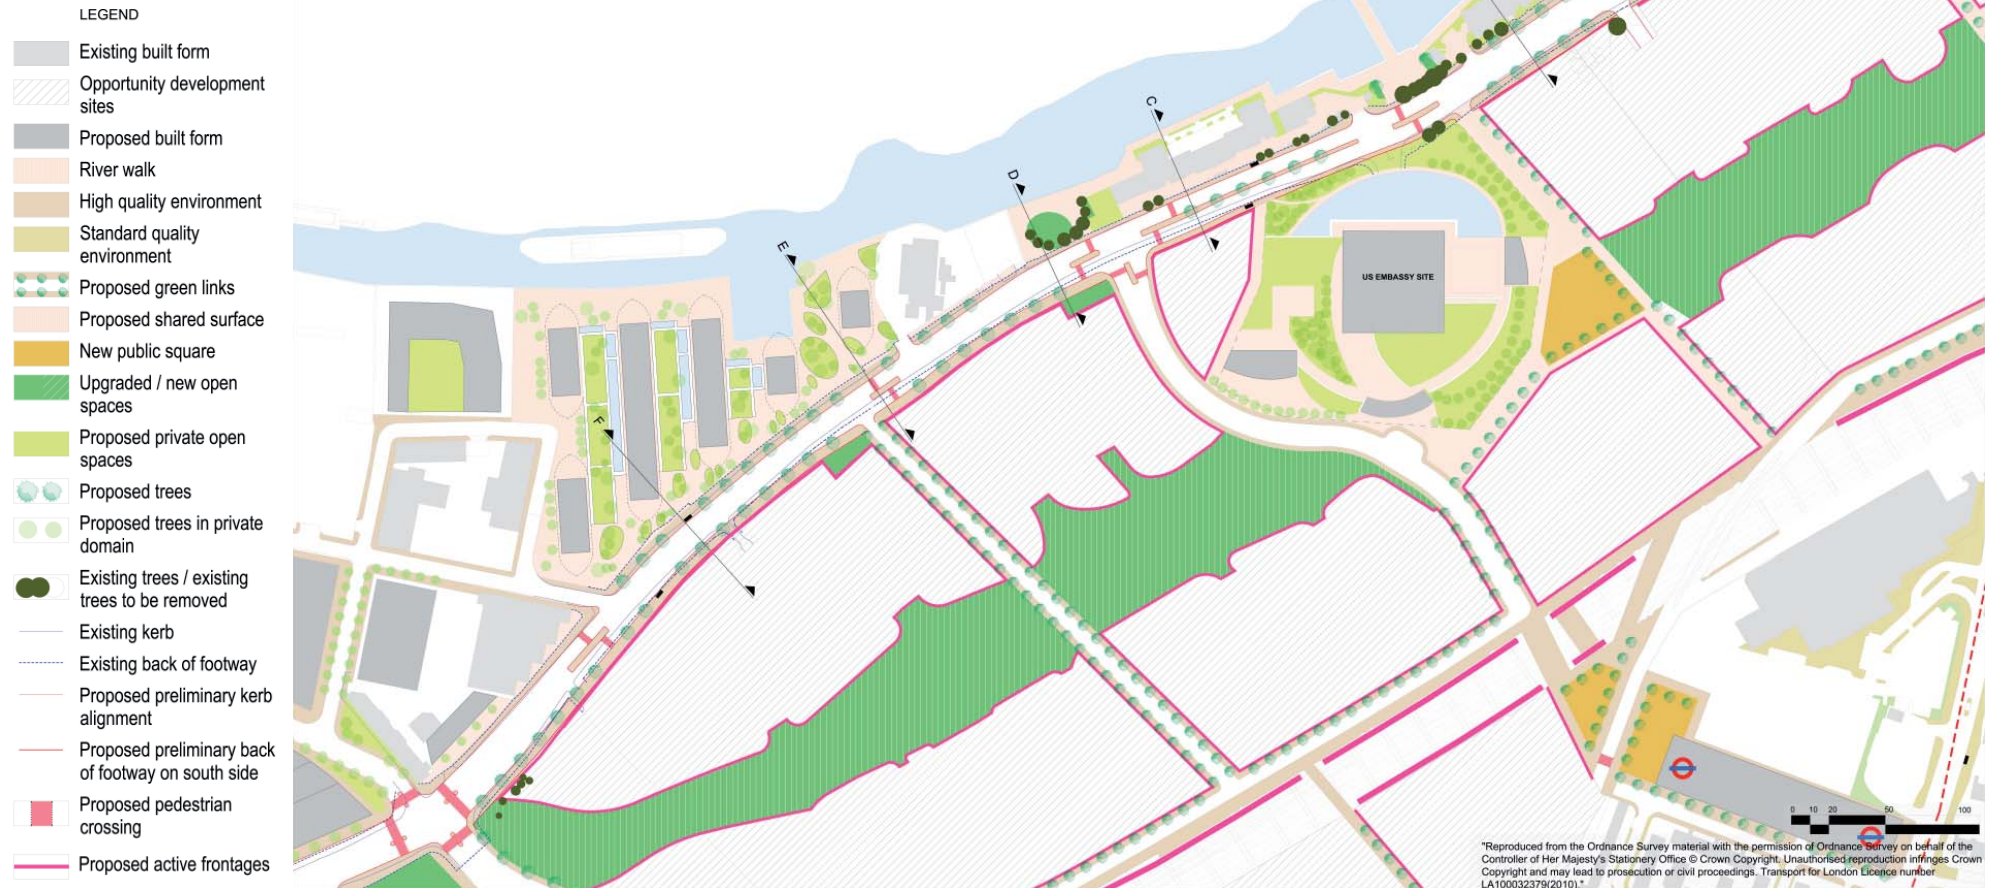 LEGEND
Existing built form
Opportunity development
sites
Proposed built form
River walk
High quality environment
Standard quality
environment
Proposed green links
Proposed shared surface
New public square
Upgraded / new open
spaces
Proposed private open
spaces
Proposed trees
Proposed trees in private
domain
Existing trees / existing
trees to be removed
Existing kerb
Existing back of footway
Proposed preliminary kerb
alignment
Proposed preliminary back
of footway on south side
Proposed pedestrian
crossing
Proposed active frontages
C
D
E
F
US EMBASSY SITE
0 10 20 50 100
"Reproduced from the Ordnance Survey material with the permission of Ordnance Survey on behalf of the
Controller of Her Majesty's Stationery Office © Crown Copyright. Unauthorised reproduction infringes Crown
Copyright and may lead to prosecution or civil proceedings. Transport for London Licence number
LA100032379(2010)."